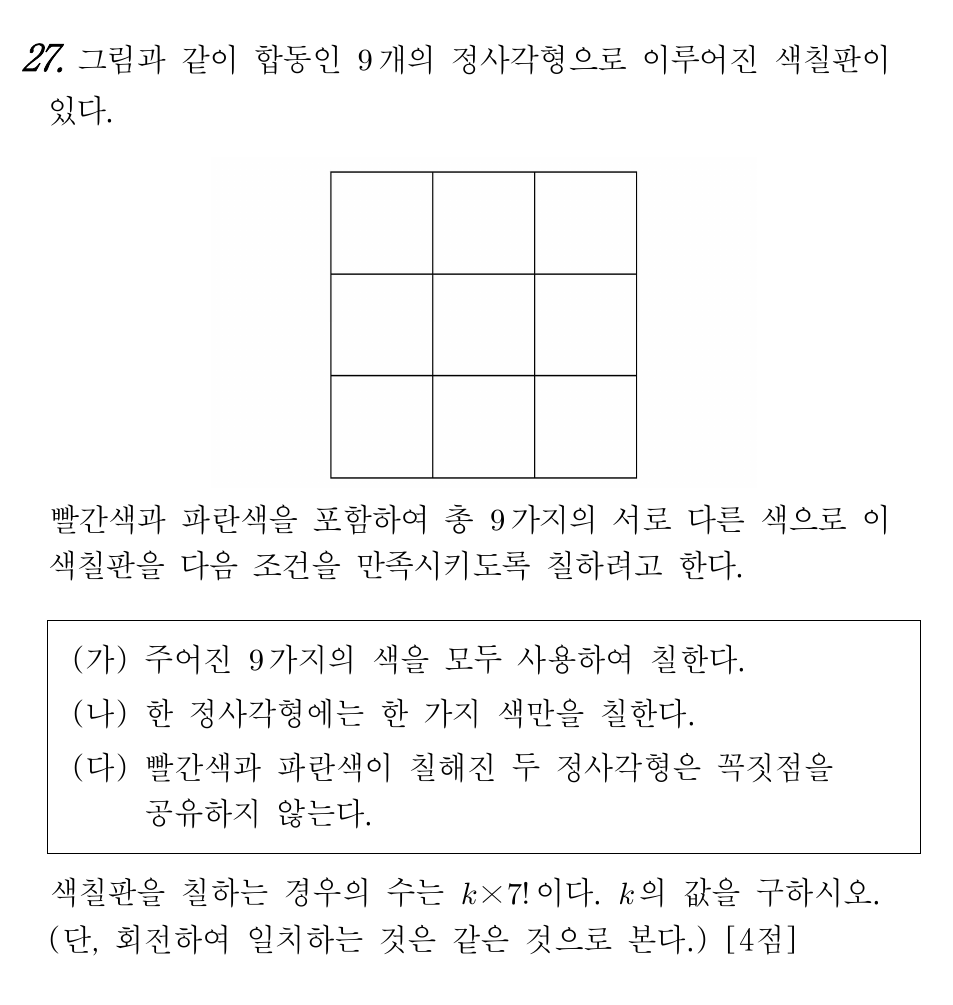 27. 그림과 같이 합동인 9개의 정사각형으로 이루어진 색칠판이
있다.
빨간색과 파란색을 포함하여 총 9가지의 서로 다른 색으로 이
색칠판을 다음 조건을 만족시키도록 칠하려고 한다.
(가) 주어진 9가지의 색을 모두 사용하여 칠한다.
(나) 한 정사각형에는 한 가지 색만을 칠한다.
(다) 빨간색과 파란색이 칠해진 두 정사각형은 꼭짓점을
공유하지 않는다.
색칠판을 칠하는 경우의 수는 k×7!이다. k의 값을 구하시오.
(단, 회전하여 일치하는 것은 같은 것으로 본다.) [4점]